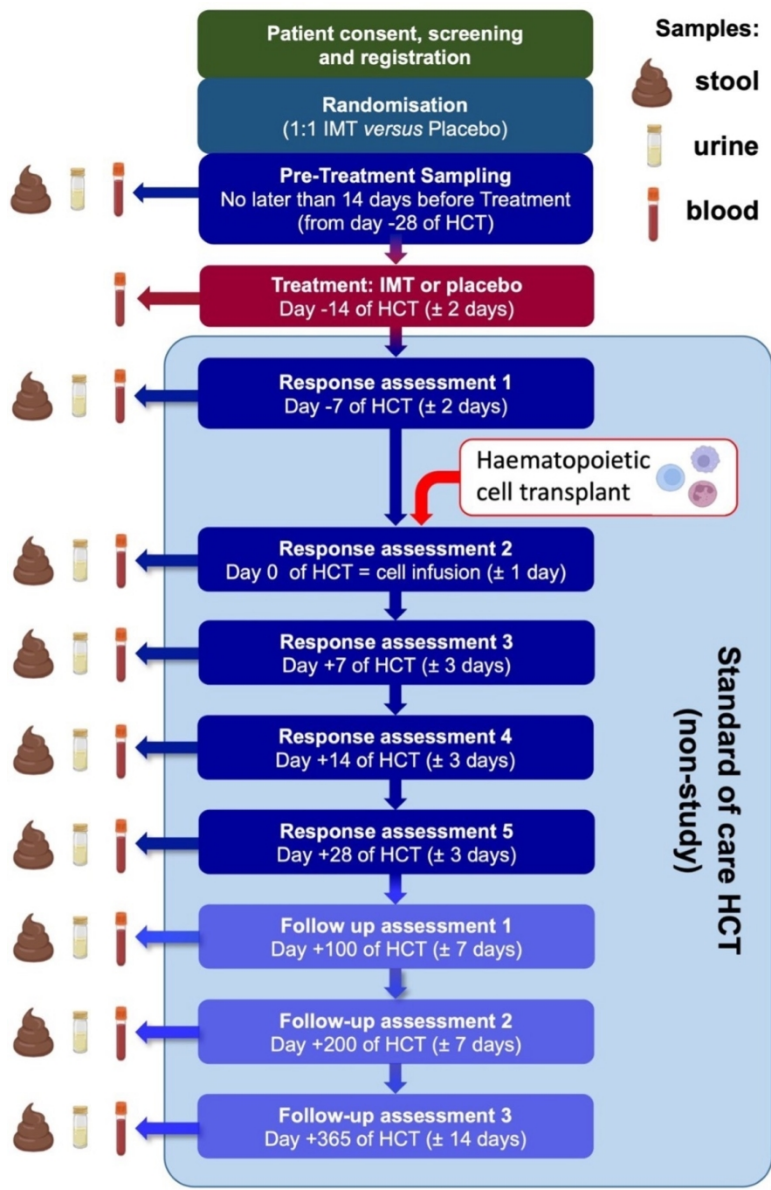 Patient consent, screening
and registration
Samples:
stool
urine
blood
Randomisation
(1:1 IMT versus Placebo)
Pre-Treatment Sampling
No later than 14 days before Treatment
(from day -28 of HCT)
Treatment: IMT or placebo
Day -14 of HCT (± 2 days)
Response assessment 1
Day -7 of HCT (± 2 days)
Haematopoietic
cell transplant
Response assessment 2
Day 0 of HCT = cell infusion (± 1 day)
Response assessment 3
Day +7 of HCT (± 3 days)
Response assessment 4
Day +14 of HCT (± 3 days)
Response assessment 5
Day +28 of HCT (± 3 days)
Follow up assessment 1
Day +100 of HCT (± 7 days)
Follow-up assessment 2
Day +200 of HCT (± 7 days)
Follow-up assessment 3
Day +365 of HCT (± 14 days)
Standard of care HCT
(non-study)